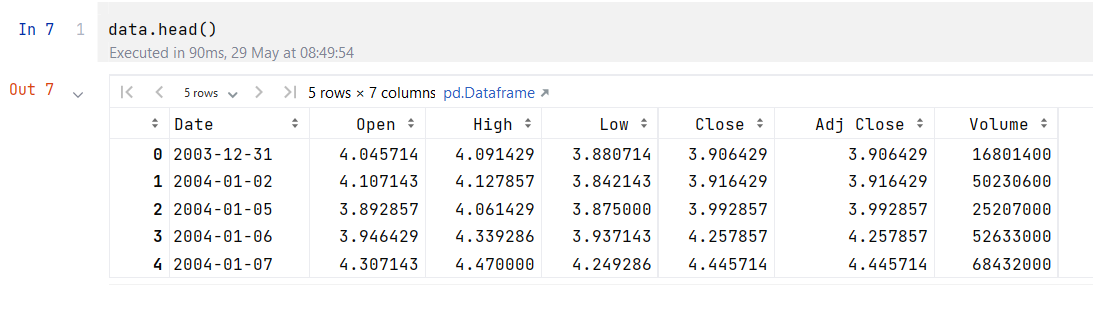 In 7 1 data.head()
Executed in 90ms, 29 May at 08:49:54
Out 7 5 rows 5 rows × 7 columns pd.Dataframe
Date Open High Low Close Adj Close Volume
0 2003-12-31 4.045714 4.091429 3.880714 3.906429 3.906429 16801400
1 2004-01-02 4.107143 4.127857 3.842143 3.916429 3.916429 50230600
2 2004-01-05 3.892857 4.061429 3.875000 3.992857 3.992857 25207000
3 2004-01-06 3.946429 4.339286 3.937143 4.257857 4.257857 52633000
4 2004-01-07 4.307143 4.470000 4.249286 4.445714 4.445714 68432000